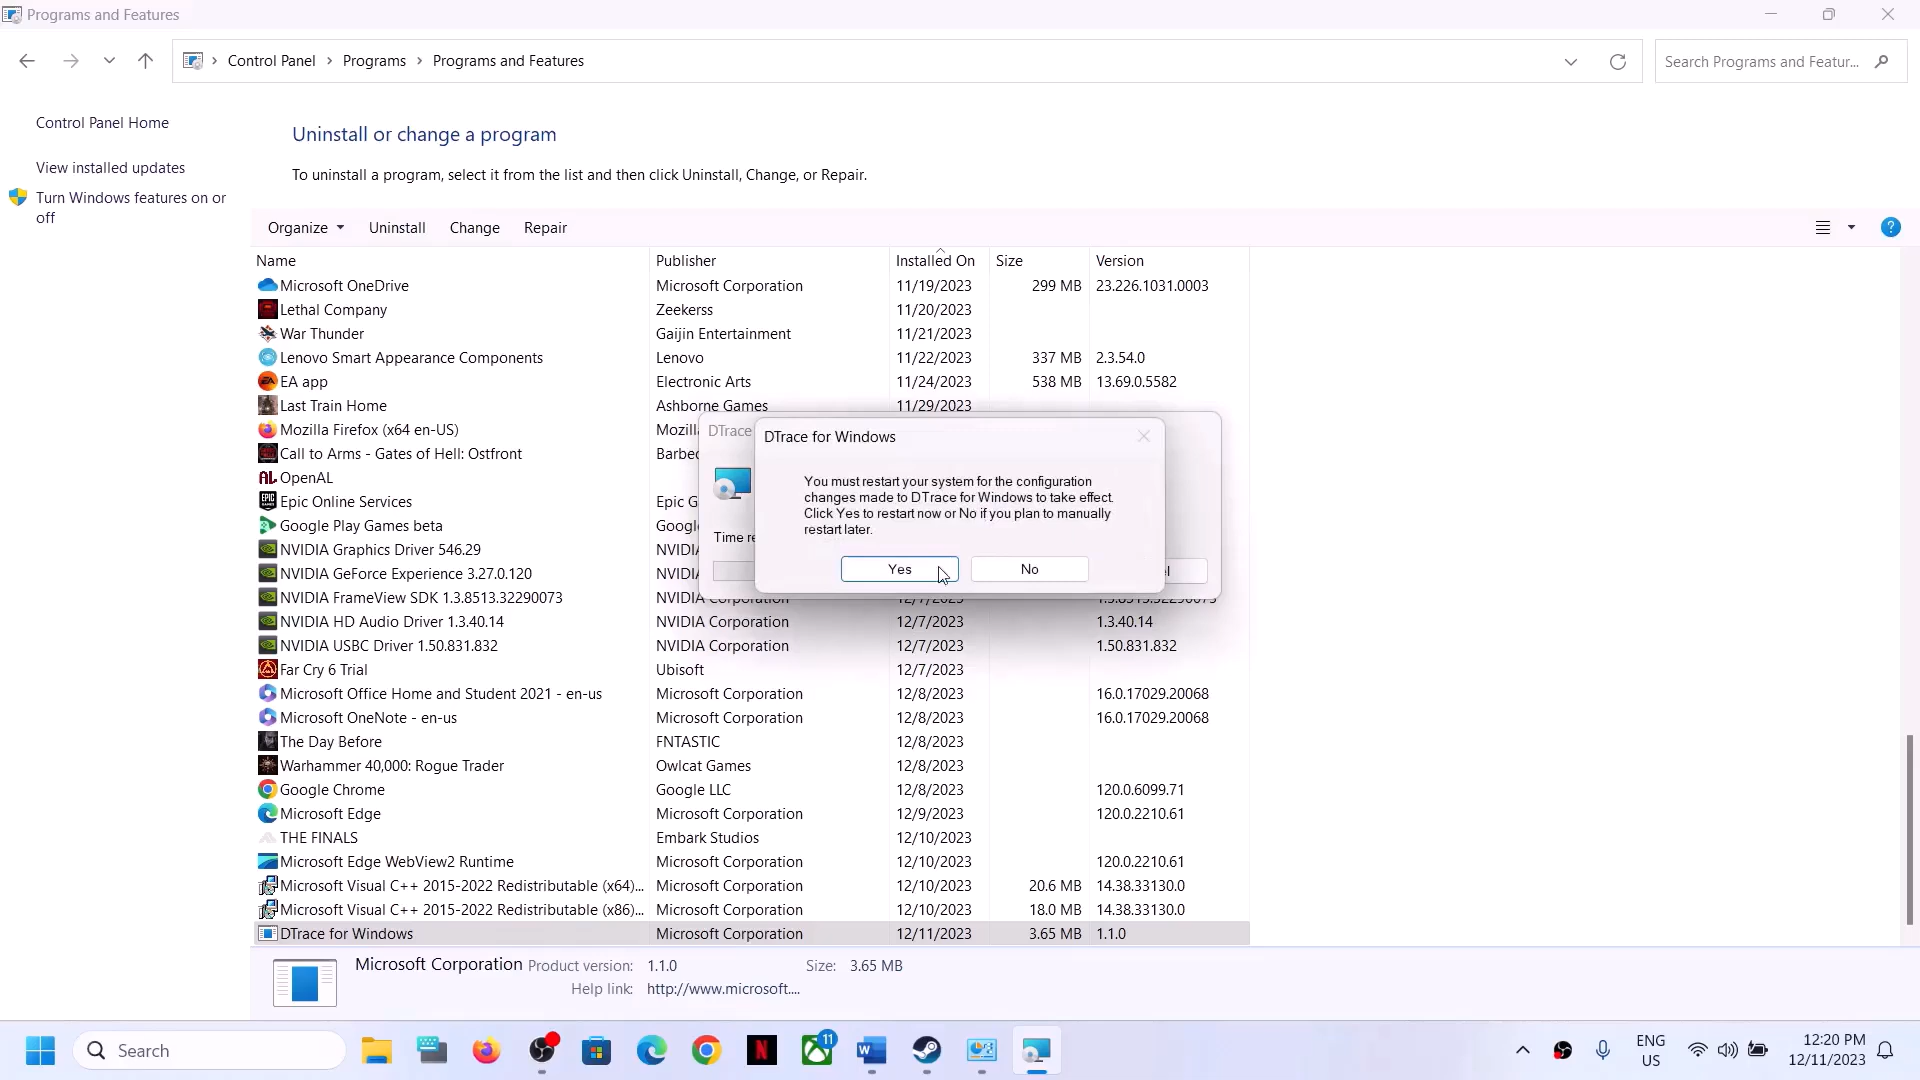 Programs and Features
Control Panel
Programs
Programs and Features
Search Programs and Featur...
Control Panel Home
View installed updates
Turn Windows features on or
off
Uninstall or change a program
To uninstall a program, select it from the list and then click Uninstall, Change, or Repair.
Organize Uninstall Change Repair
Name Publisher Installed On Size Version
Microsoft OneDrive Microsoft Corporation 11/19/2023 299 MB 23.226.1031.0003
Lethal Company Zeekerss 11/20/2023
War Thunder Gaijin Entertainment 11/21/2023
Lenovo Smart Appearance Components Lenovo 11/22/2023 337 MB 2.3.54.0
EA app Electronic Arts 11/24/2023 538 MB 13.69.0.5582
Last Train Home Ashborne Games 11/29/2023
Mozilla Firefox (x64 en-US) Mozill
Call to Arms - Gates of Hell: Ostfront Barbed
OpenAL
Epic Online Services Epic G
Google Play Games beta Googl
NVIDIA Graphics Driver 546.29 NVIDI
NVIDIA GeForce Experience 3.27.0.120 NVIDI
NVIDIA FrameView SDK 1.3.8513.32290073 NVIDIA Corporation 12/7/2023 1.3.8513.32290073
NVIDIA HD Audio Driver 1.3.40.14 NVIDIA Corporation 12/7/2023 1.3.40.14
NVIDIA USBC Driver 1.50.831.832 NVIDIA Corporation 12/7/2023 1.50.831.832
Far Cry 6 Trial Ubisoft 12/7/2023
Microsoft Office Home and Student 2021 - en-us Microsoft Corporation 12/8/2023 16.0.17029.20068
Microsoft OneNote - en-us Microsoft Corporation 12/8/2023 16.0.17029.20068
The Day Before FNTASTIC 12/8/2023
Warhammer 40,000: Rogue Trader Owlcat Games 12/8/2023
Google Chrome Google LLC 12/8/2023 120.0.6099.71
Microsoft Edge Microsoft Corporation 12/9/2023 120.0.2210.61
THE FINALS Embark Studios 12/10/2023
Microsoft Edge WebView2 Runtime Microsoft Corporation 12/10/2023 120.0.2210.61
Microsoft Visual C++ 2015-2022 Redistributable (x64)... Microsoft Corporation 12/10/2023 20.6 MB 14.38.33130.0
Microsoft Visual C++ 2015-2022 Redistributable (x86)... Microsoft Corporation 12/10/2023 18.0 MB 14.38.33130.0
DTrace for Windows Microsoft Corporation 12/11/2023 3.65 MB 1.1.0
DTrace
Time re
DTrace for Windows
You must restart your system for the configuration
changes made to DTrace for Windows to take effect.
Click Yes to restart now or No if you plan to manually
restart later.
Yes No
Microsoft Corporation Product version: 1.1.0 Size: 3.65 MB
Help link: http://www.microsoft....
Search
11
ENG
US
12:20 PM
12/11/2023